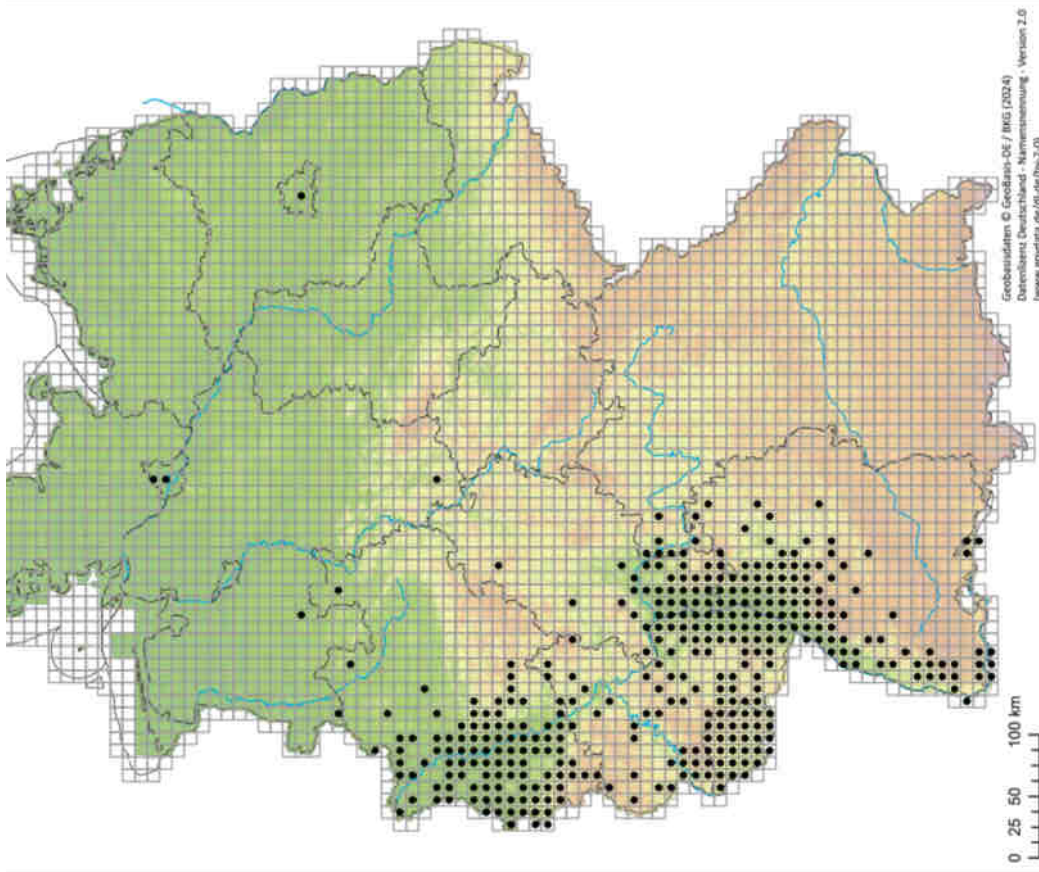 Geobasisdaten © GeoBasis-DE / BKG (2024)
Datenlizenz Deutschland - Namensnennung - Version 2.0
0 25 50 100 km